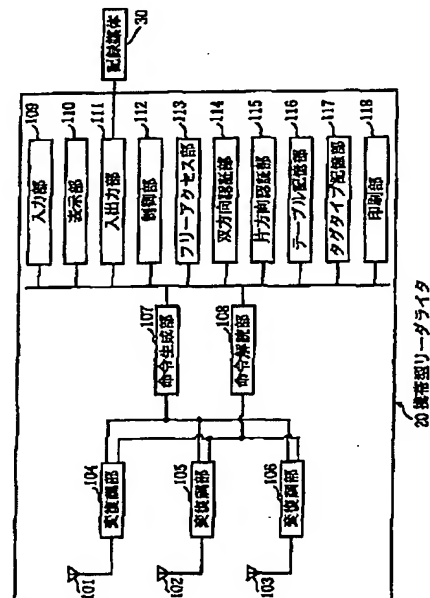 30
記録媒体
109
入力部
110
表示部
111
入出力部
112
制御部
113
フリーアクセス部
114
双方向認証部
115
片方向認証部
116
テーブル記憶部
117
タグタイプ記憶部
118
印刷部
107
命令生成部
108
命令解読部
104
変復調部
105
変復調部
106
変復調部
101
102
103
20 携帯型リーダライタ